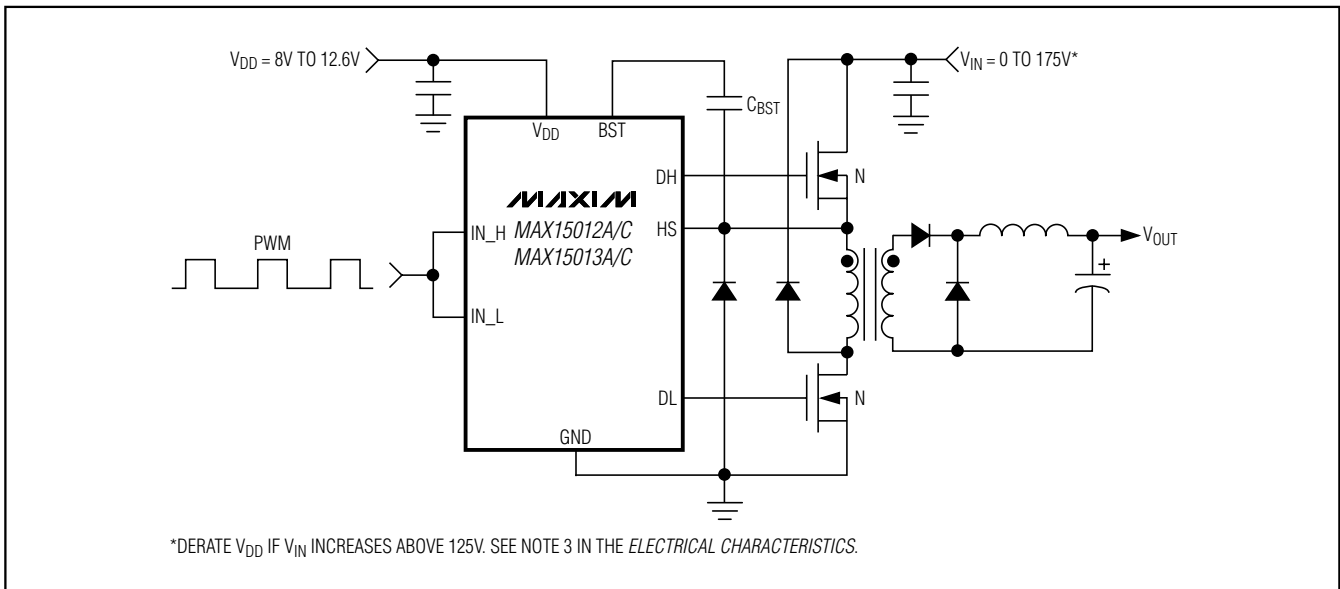 V_DD = 8V TO 12.6V
V_IN = 0 TO 175V*
C_BST
V_DD BST
DH
N
MAXIM
HS
IN_H MAX15012A/C
MAX15013A/C
PWM
V_OUT
+
IN_L
DL
N
GND
*DERATE V_DD IF V_IN INCREASES ABOVE 125V. SEE NOTE 3 IN THE ELECTRICAL CHARACTERISTICS.